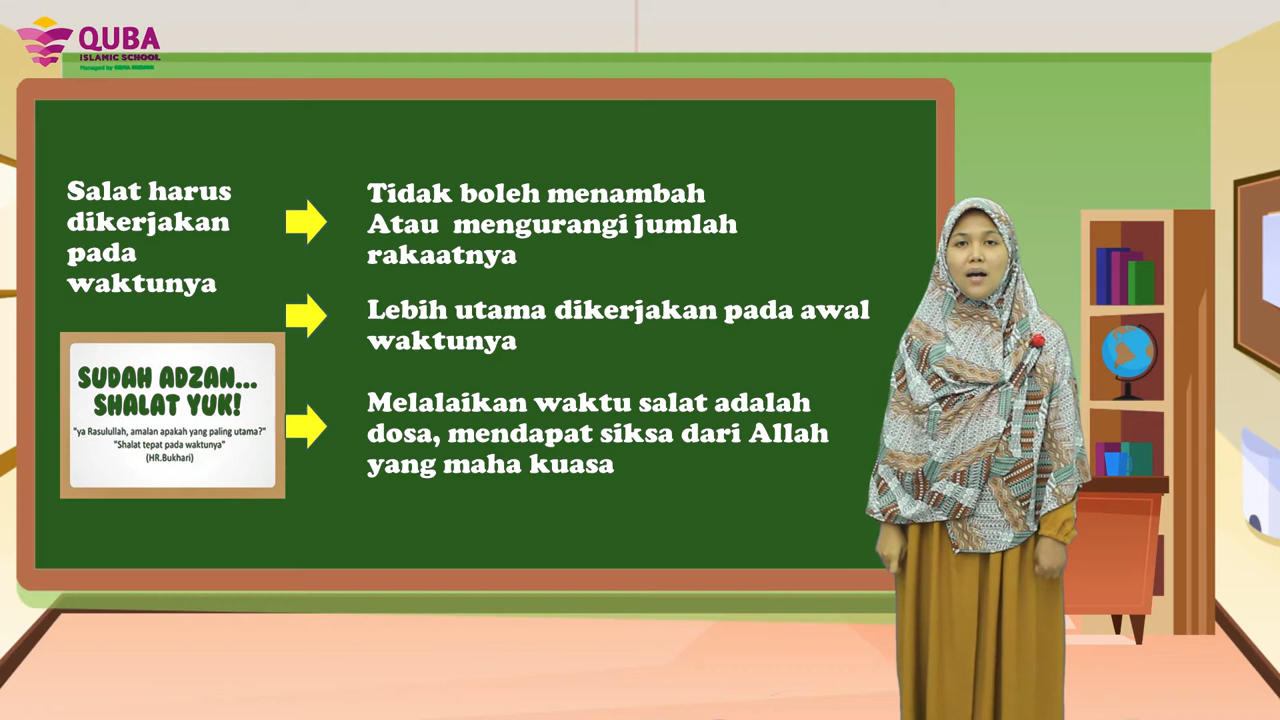 QUBA
ISLAMIC SCHOOL
Managed by
Salat harus
dikerjakan
pada
waktunya
Tidak boleh menambah
Atau mengurangi jumlah
rakaatnya
Lebih utama dikerjakan pada awal
waktunya
Melalaikan waktu salat adalah
dosa, mendapat siksa dari Allah
yang maha kuasa
SUDAH ADZAN...
SHALAT YUK!
"ya Rasulullah, amalan apakah yang paling utama?"
"Shalat tepat pada waktunya"
(HR.Bukhari)